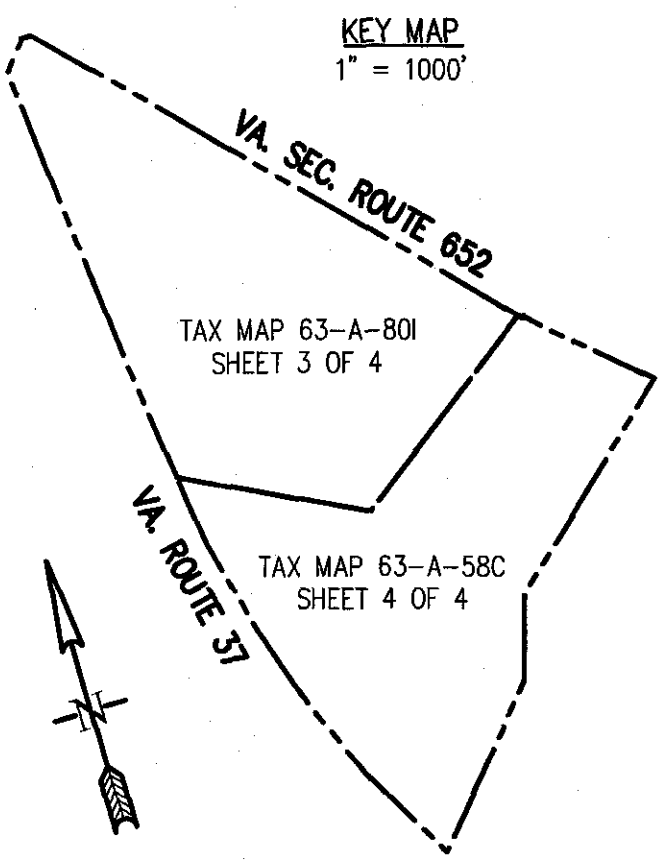 KEY MAP
1" = 1000'
VA. SEC. ROUTE 652
TAX MAP 63-A-80I
SHEET 3 OF 4
VA. ROUTE 37
TAX MAP 63-A-58C
SHEET 4 OF 4
N